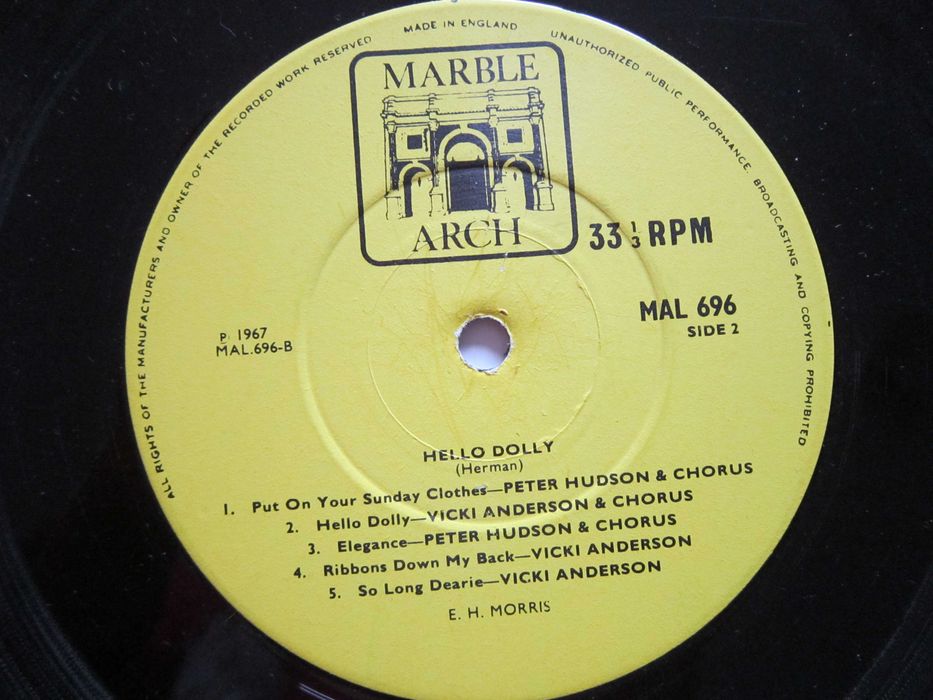 ALL RIGHTS OF THE MANUFACTURERS AND OWNER OF THE RECORDED WORK RESERVED
MADE IN ENGLAND
UNAUTHORIZED PUBLIC PERFORMANCE, BROADCASTING AND COPYING PROHIBITED
MARBLE
ARCH
33 1/3 RPM
MAL 696
SIDE 2
P 1967
MAL.696-B
HELLO DOLLY
(Herman)
1. Put On Your Sunday Clothes—PETER HUDSON & CHORUS
2. Hello Dolly—VICKI ANDERSON & CHORUS
3. Elegance—PETER HUDSON & CHORUS
4. Ribbons Down My Back—VICKI ANDERSON
5. So Long Dearie—VICKI ANDERSON
E. H. MORRIS